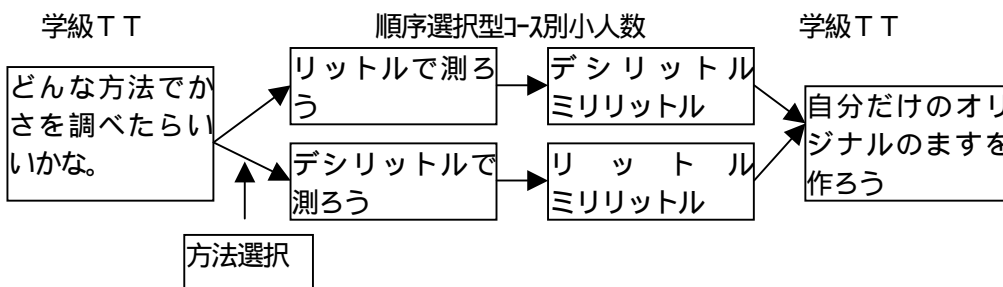 学級ＴＴ
順序選択型ｺｰｽ別小人数
学級ＴＴ
どんな方法でか
さを調べたらい
いかな。
リットルで測ろ
う
デシリットル
ミリリットル
デシリットルで
測ろう
リットル
ミリリットル
自分だけのオリ
ジナルのますを
作ろう
方法選択